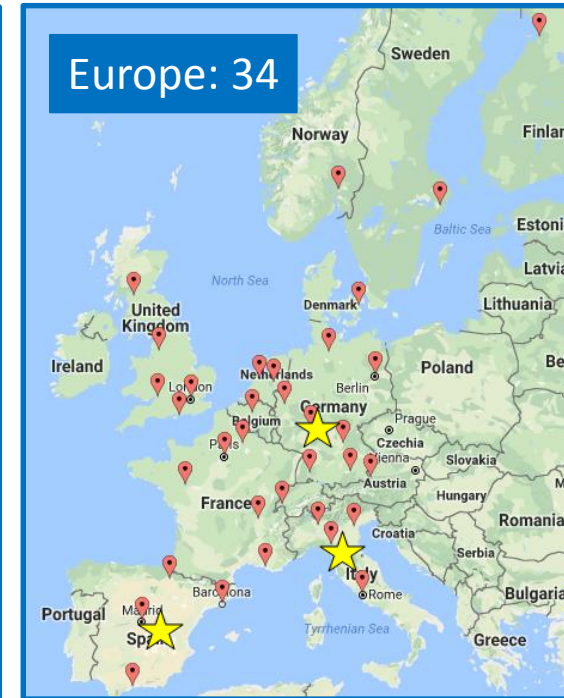 Europe: 34
Sweden
Norway
Finlan
Baltic Sea
Estoni
North Sea
Latvia
Denmark
United
Kingdom
Lithuania
Ireland
Netherlands
Poland
Be
London
Berlin
Germany
Belgium
Prague
Paris
Czechia
Vienna
Slovakia
Austria
France
Hungary
Romania
Croatia
Serbia
Italy
Barcelona
Rome
Bulgaria
Portugal
Madrid
Spain
Tyrrhenian Sea
Greece